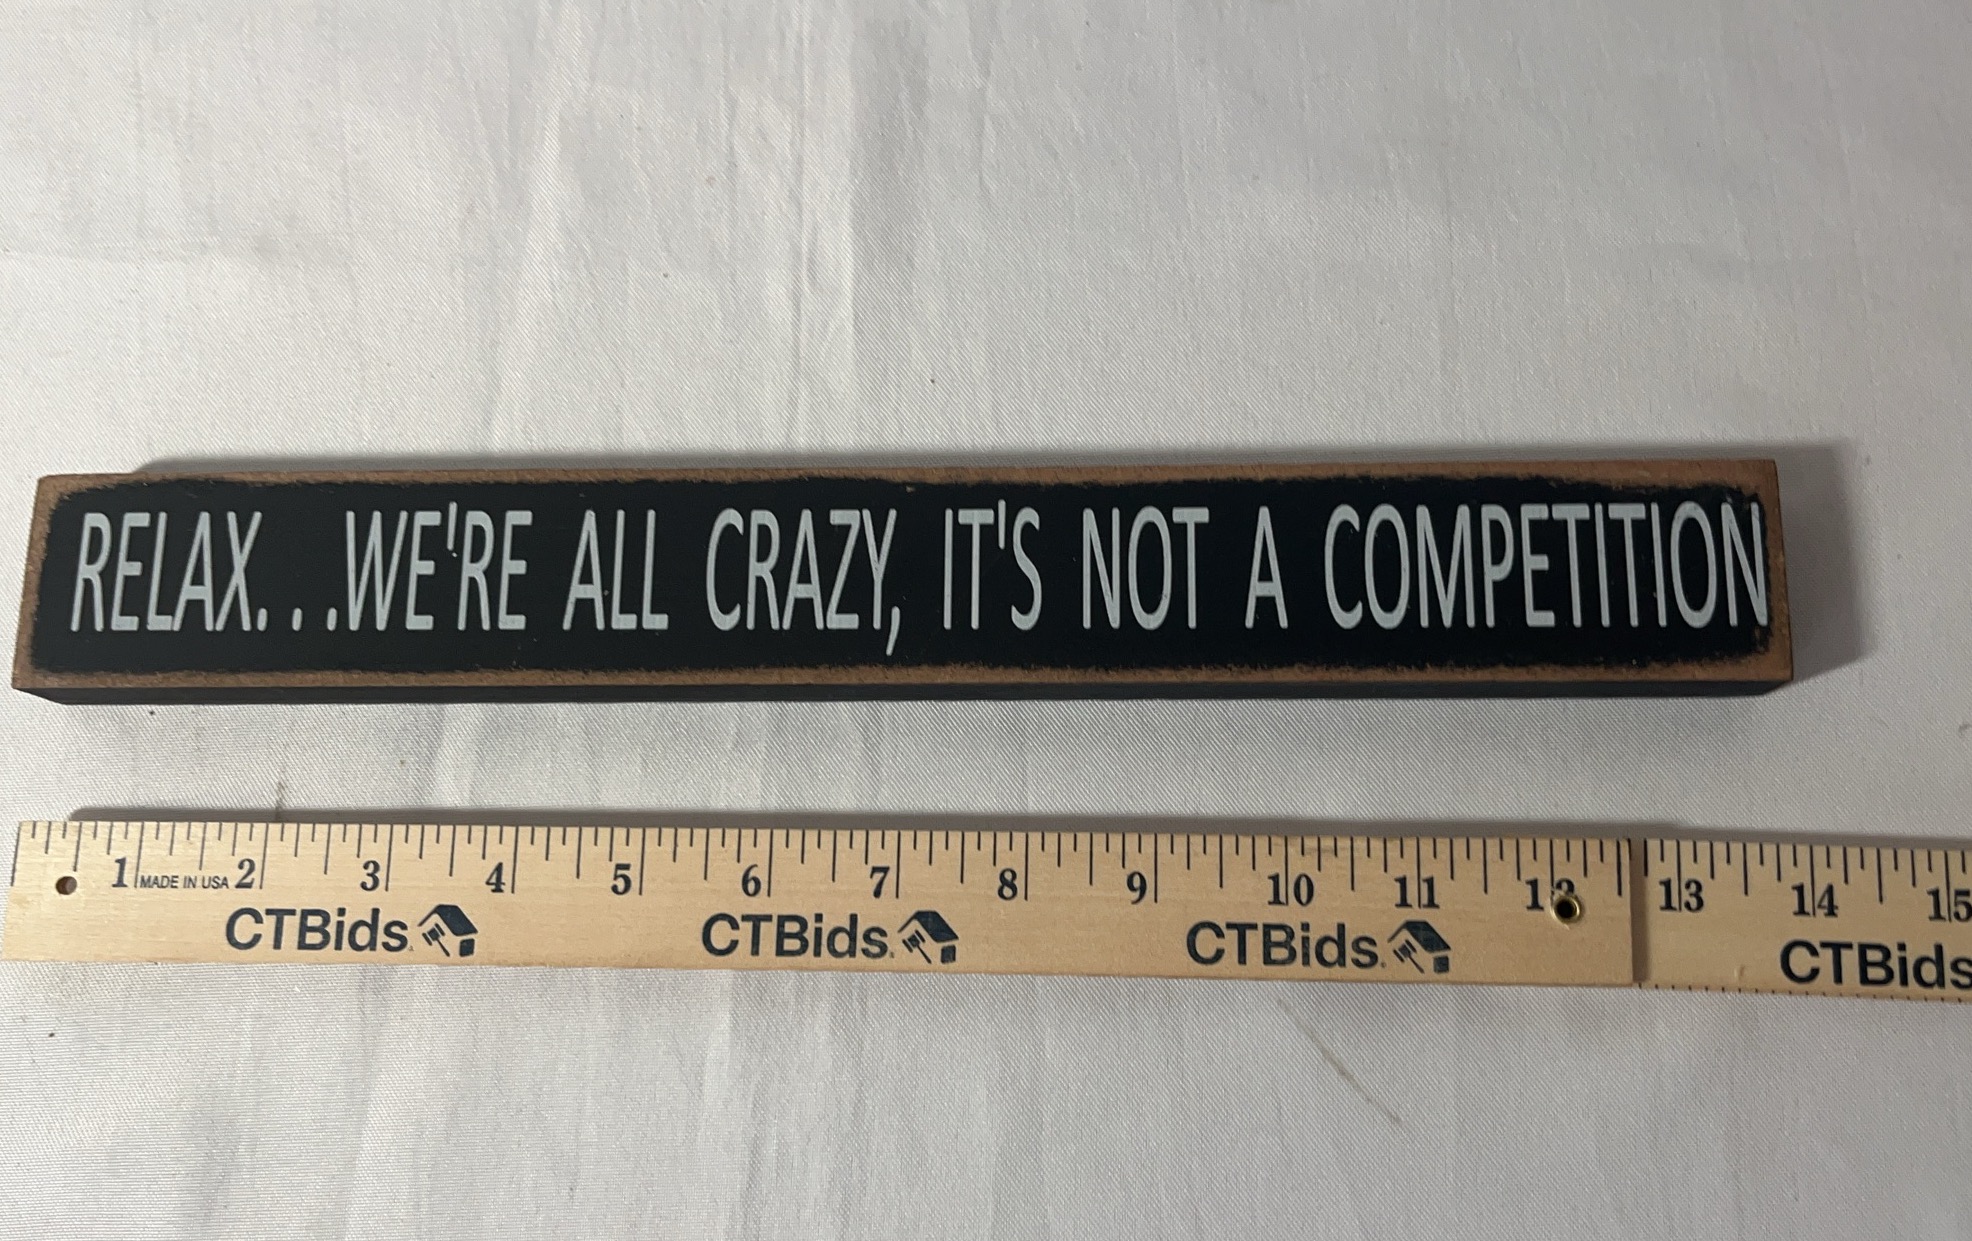 RELAX...WE'RE ALL CRAZY, IT'S NOT A COMPETITION
1 MADE IN USA 2 3 4 5 6 7 8 9 10 11 12 13 14 15
CTBids. CTBids. CTBids. CTBids